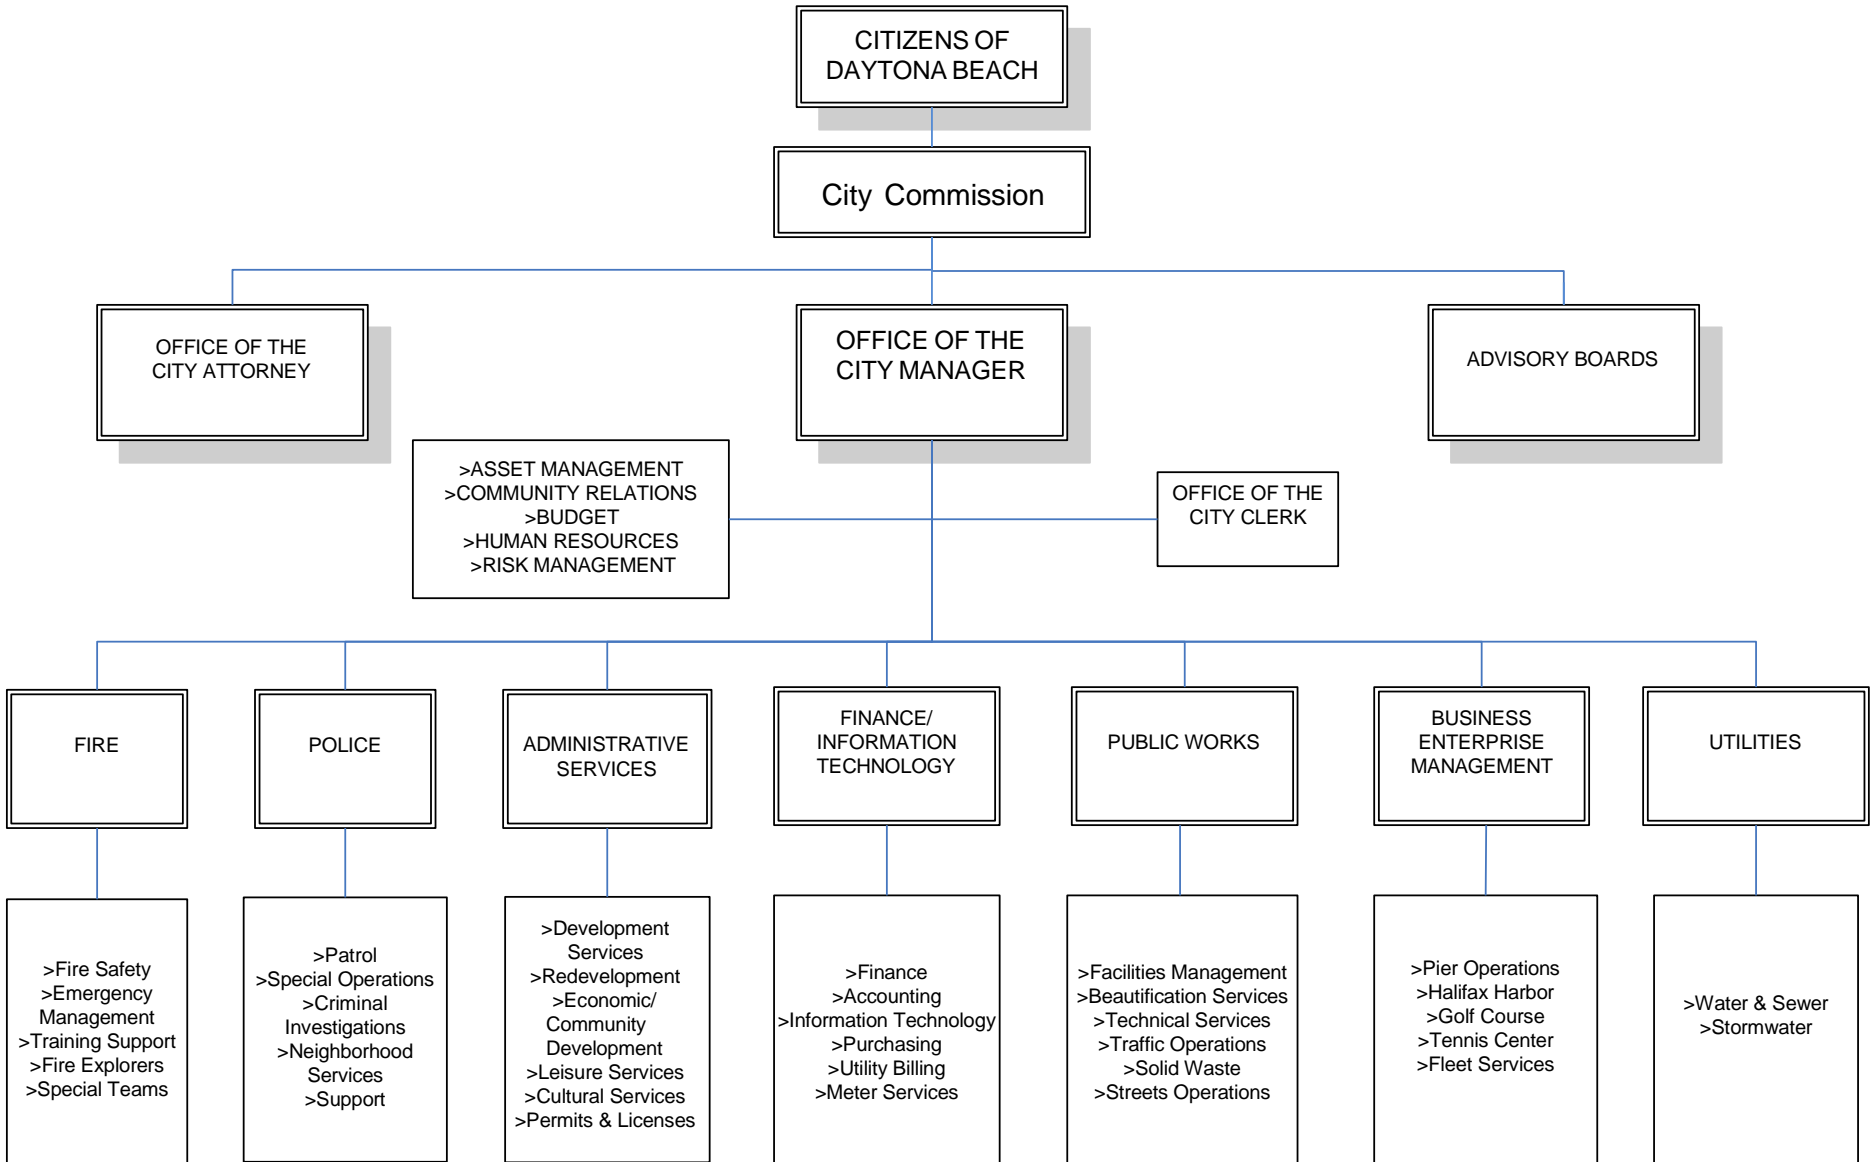 CITIZENS OF
DAYTONA BEACH
City Commission
OFFICE OF THE
CITY ATTORNEY
OFFICE OF THE
CITY MANAGER
ADVISORY BOARDS
>ASSET MANAGEMENT
>COMMUNITY RELATIONS
>BUDGET
>HUMAN RESOURCES
>RISK MANAGEMENT
OFFICE OF THE
CITY CLERK
FIRE
POLICE
ADMINISTRATIVE
SERVICES
FINANCE/
INFORMATION
TECHNOLOGY
PUBLIC WORKS
BUSINESS
ENTERPRISE
MANAGEMENT
UTILITIES
>Fire Safety
>Emergency
Management
>Training Support
>Fire Explorers
>Special Teams
>Patrol
>Special Operations
>Criminal
Investigations
>Neighborhood
Services
>Support
>Development
Services
>Redevelopment
>Economic/
Community
Development
>Leisure Services
>Cultural Services
>Permits & Licenses
>Finance
>Accounting
>Information Technology
>Purchasing
>Utility Billing
>Meter Services
>Facilities Management
>Beautification Services
>Technical Services
>Traffic Operations
>Solid Waste
>Streets Operations
>Pier Operations
>Halifax Harbor
>Golf Course
>Tennis Center
>Fleet Services
>Water & Sewer
>Stormwater